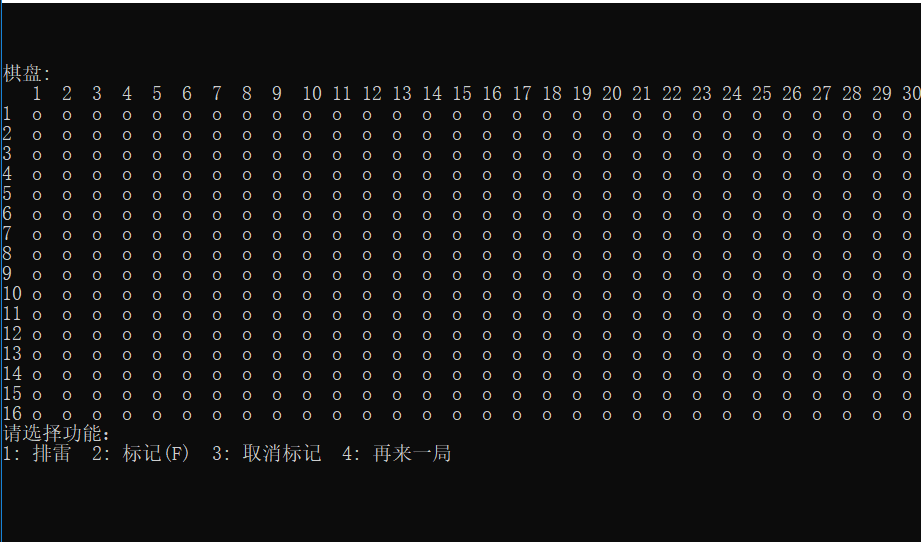 棋盘:
1 2 3 4 5 6 7 8 9 10 11 12 13 14 15 16 17 18 19 20 21 22 23 24 25 26 27 28 29 30
1 o o o o o o o o o o o o o o o o o o o o o o o o o o o o o o
2 o o o o o o o o o o o o o o o o o o o o o o o o o o o o o o
3 o o o o o o o o o o o o o o o o o o o o o o o o o o o o o o
4 o o o o o o o o o o o o o o o o o o o o o o o o o o o o o o
5 o o o o o o o o o o o o o o o o o o o o o o o o o o o o o o
6 o o o o o o o o o o o o o o o o o o o o o o o o o o o o o o
7 o o o o o o o o o o o o o o o o o o o o o o o o o o o o o o
8 o o o o o o o o o o o o o o o o o o o o o o o o o o o o o o
9 o o o o o o o o o o o o o o o o o o o o o o o o o o o o o o
10 o o o o o o o o o o o o o o o o o o o o o o o o o o o o o o
11 o o o o o o o o o o o o o o o o o o o o o o o o o o o o o o
12 o o o o o o o o o o o o o o o o o o o o o o o o o o o o o o
13 o o o o o o o o o o o o o o o o o o o o o o o o o o o o o o
14 o o o o o o o o o o o o o o o o o o o o o o o o o o o o o o
15 o o o o o o o o o o o o o o o o o o o o o o o o o o o o o o
16 o o o o o o o o o o o o o o o o o o o o o o o o o o o o o o
请选择功能:
1: 排雷 2: 标记(F) 3: 取消标记 4: 再来一局